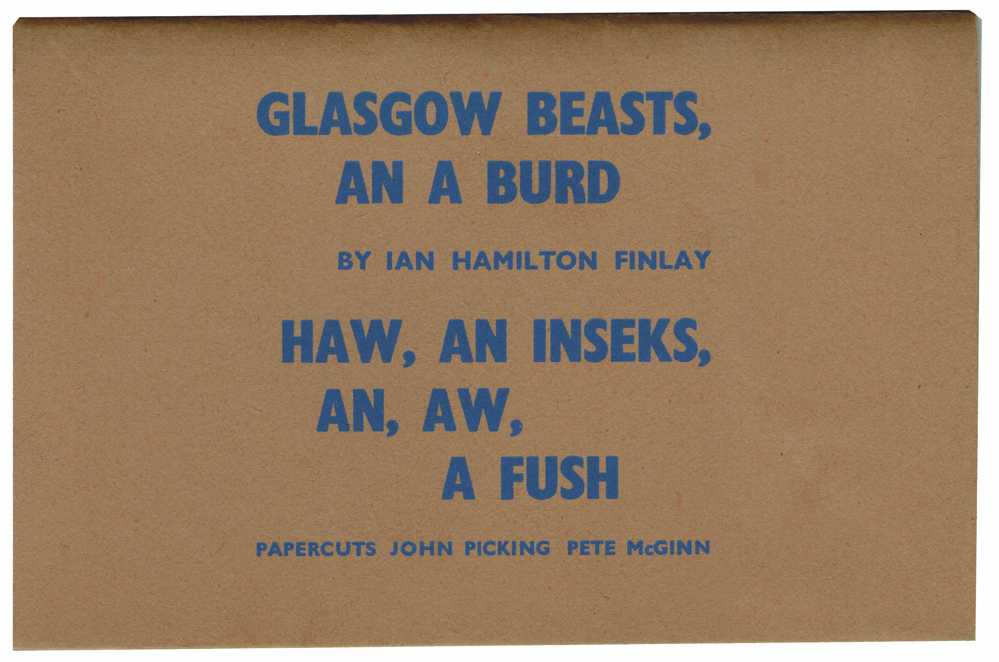 GLASGOW BEASTS,
AN A BURD
BY IAN HAMILTON FINLAY
HAW, AN INSEKS,
AN, AW,
A FUSH
PAPERCUTS JOHN PICKING PETE McGINN